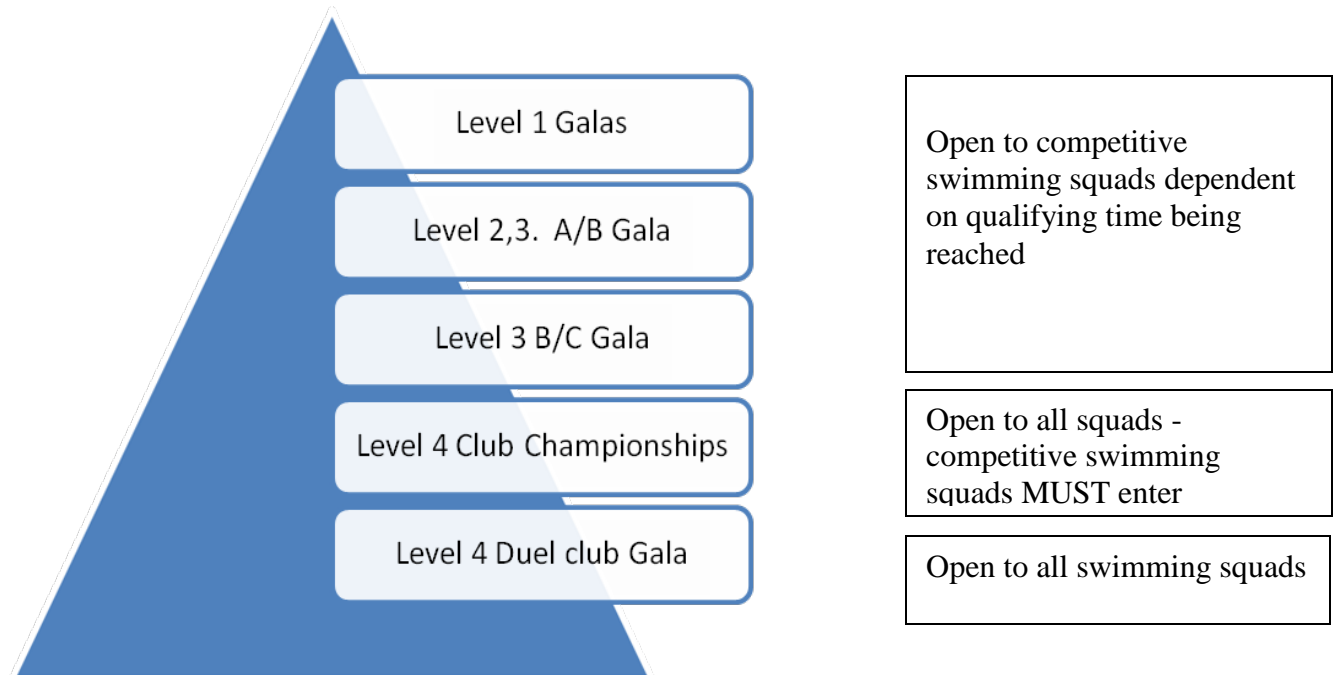 Level 1 Galas
Level 2,3. A/B Gala
Level 3 B/C Gala
Level 4 Club Championships
Level 4 Duel club Gala
Open to competitive
swimming squads dependent
on qualifying time being
reached
Open to all squads -
competitive swimming
squads MUST enter
Open to all swimming squads